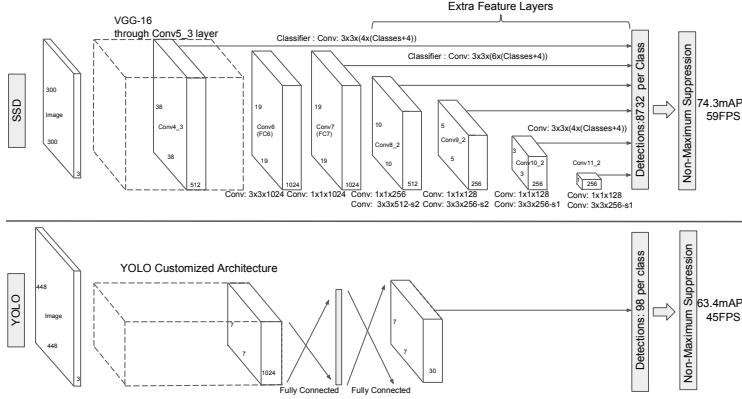 Extra Feature Layers
VGG-16
through Conv5_3 layer
Classifier : Conv: 3x3x(4x(Classes+4))
Classifier : Conv: 3x3x(6x(Classes+4))
SSD
300
Image
300
3
38
Conv4_3
38
512
19
Conv6
(FC6)
19
1024
19
Conv7
(FC7)
19
1024
10
Conv8_2
10
512
5
Conv9_2
5
256
Conv: 3x3x(4x(Classes+4))
3
Conv10_2
3
256
Conv11_2
256
Detections:8732 per Class
Non-Maximum Suppression
74.3mAP
59FPS
Conv: 3x3x1024
Conv: 1x1x1024
Conv: 1x1x256
Conv: 3x3x512-s2
Conv: 1x1x128
Conv: 3x3x256-s2
Conv: 1x1x128
Conv: 3x3x256-s1
Conv: 1x1x128
Conv: 3x3x256-s1
YOLO
448
Image
448
3
YOLO Customized Architecture
7
7
1024
Fully Connected
Fully Connected
7
7
30
Detections: 98 per class
Non-Maximum Suppression
63.4mAP
45FPS